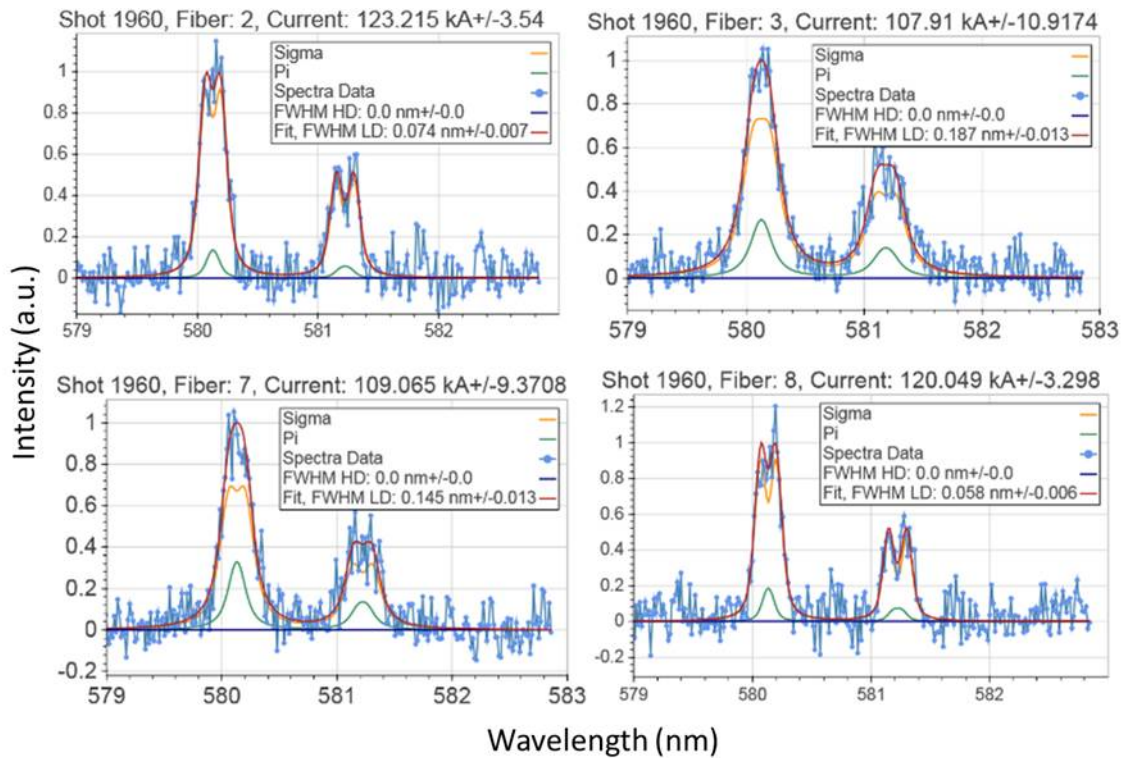 Shot 1960, Fiber: 2, Current: 123.215 kA+/-3.54
Sigma
Pi
Spectra Data
FWHM HD: 0.0 nm+/-0.0
Fit, FWHM LD: 0.074 nm+/-0.007
1
0.8
0.6
0.4
0.2
0
579
580
581
582
Shot 1960, Fiber: 3, Current: 107.91 kA+/-10.9174
Sigma
Pi
Spectra Data
FWHM HD: 0.0 nm+/-0.0
Fit, FWHM LD: 0.187 nm+/-0.013
1
0.8
0.6
0.4
0.2
0
579
580
581
582
583
Intensity (a.u.)
Shot 1960, Fiber: 7, Current: 109.065 kA+/-9.3708
Sigma
Pi
Spectra Data
FWHM HD: 0.0 nm+/-0.0
Fit, FWHM LD: 0.145 nm+/-0.013
1
0.8
0.6
0.4
0.2
0
-0.2
579
580
581
582
583
Shot 1960, Fiber: 8, Current: 120.049 kA+/-3.298
Sigma
Pi
Spectra Data
FWHM HD: 0.0 nm+/-0.0
Fit, FWHM LD: 0.058 nm+/-0.006
1.2
1
0.8
0.6
0.4
0.2
0
-0.2
579
580
581
582
Wavelength (nm)